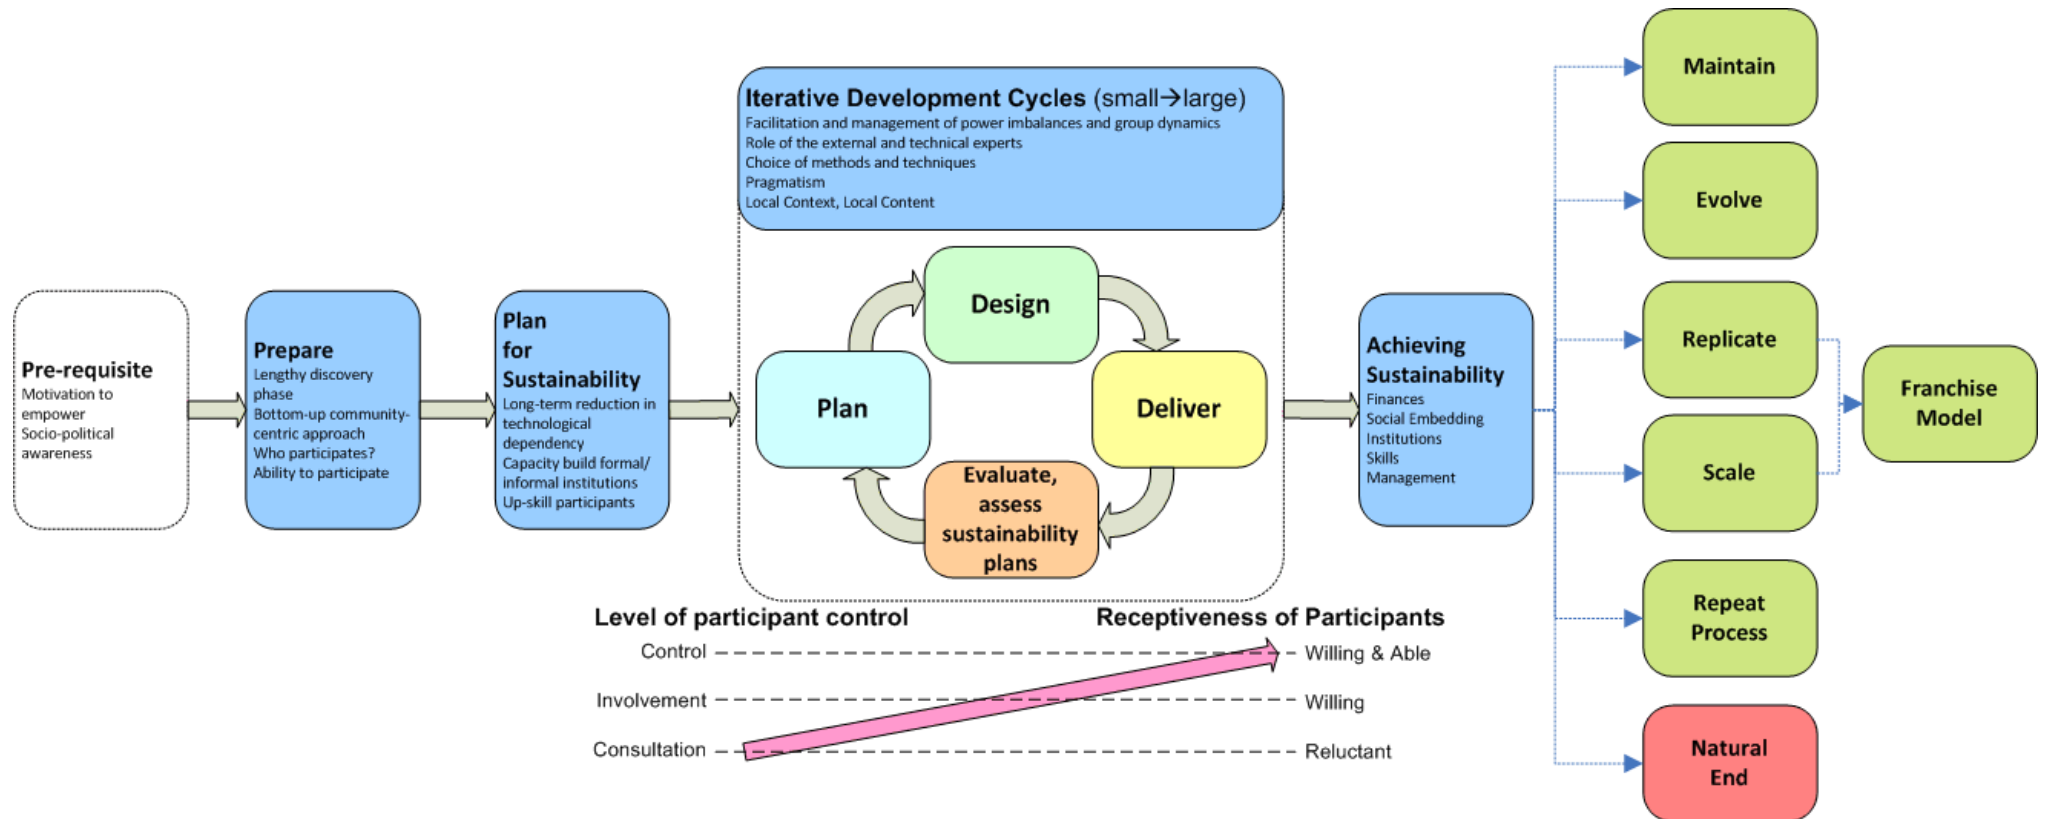 Pre-requisite
Motivation to
empower
Socio-political
awareness
Prepare
Lengthy discovery
phase
Bottom-up community-
centric approach
Who participates?
Ability to participate
Plan
for
Sustainability
Long-term reduction in
technological
dependency
Capacity build formal/
informal institutions
Up-skill participants
Iterative Development Cycles (small→large)
Facilitation and management of power imbalances and group dynamics
Role of the external and technical experts
Choice of methods and techniques
Pragmatism
Local Context, Local Content
Design
Plan
Deliver
Evaluate,
assess
sustainability
plans
Level of participant control
Receptiveness of Participants
Control
Willing & Able
Involvement
Willing
Consultation
Reluctant
Achieving
Sustainability
Finances
Social Embedding
Institutions
Skills
Management
Maintain
Evolve
Replicate
Scale
Repeat
Process
Natural
End
Franchise
Model